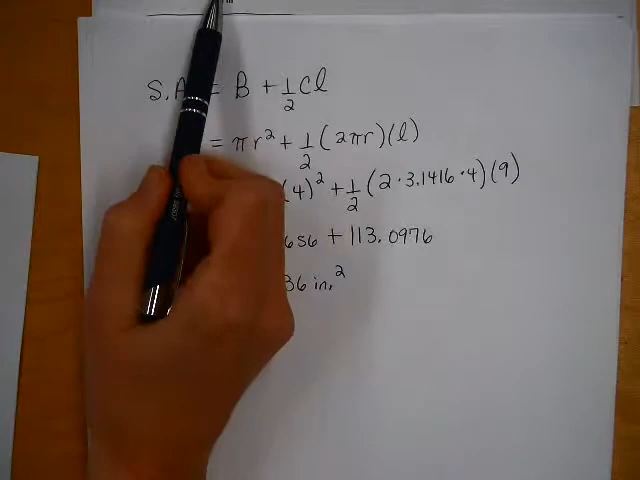 S.A = B + 1/2 Cl
= πr² + 1/2 (2πr)(l)
(4)² + 1/2 (2·3.1416·4)(9)
656 + 113.0976
36 in.²